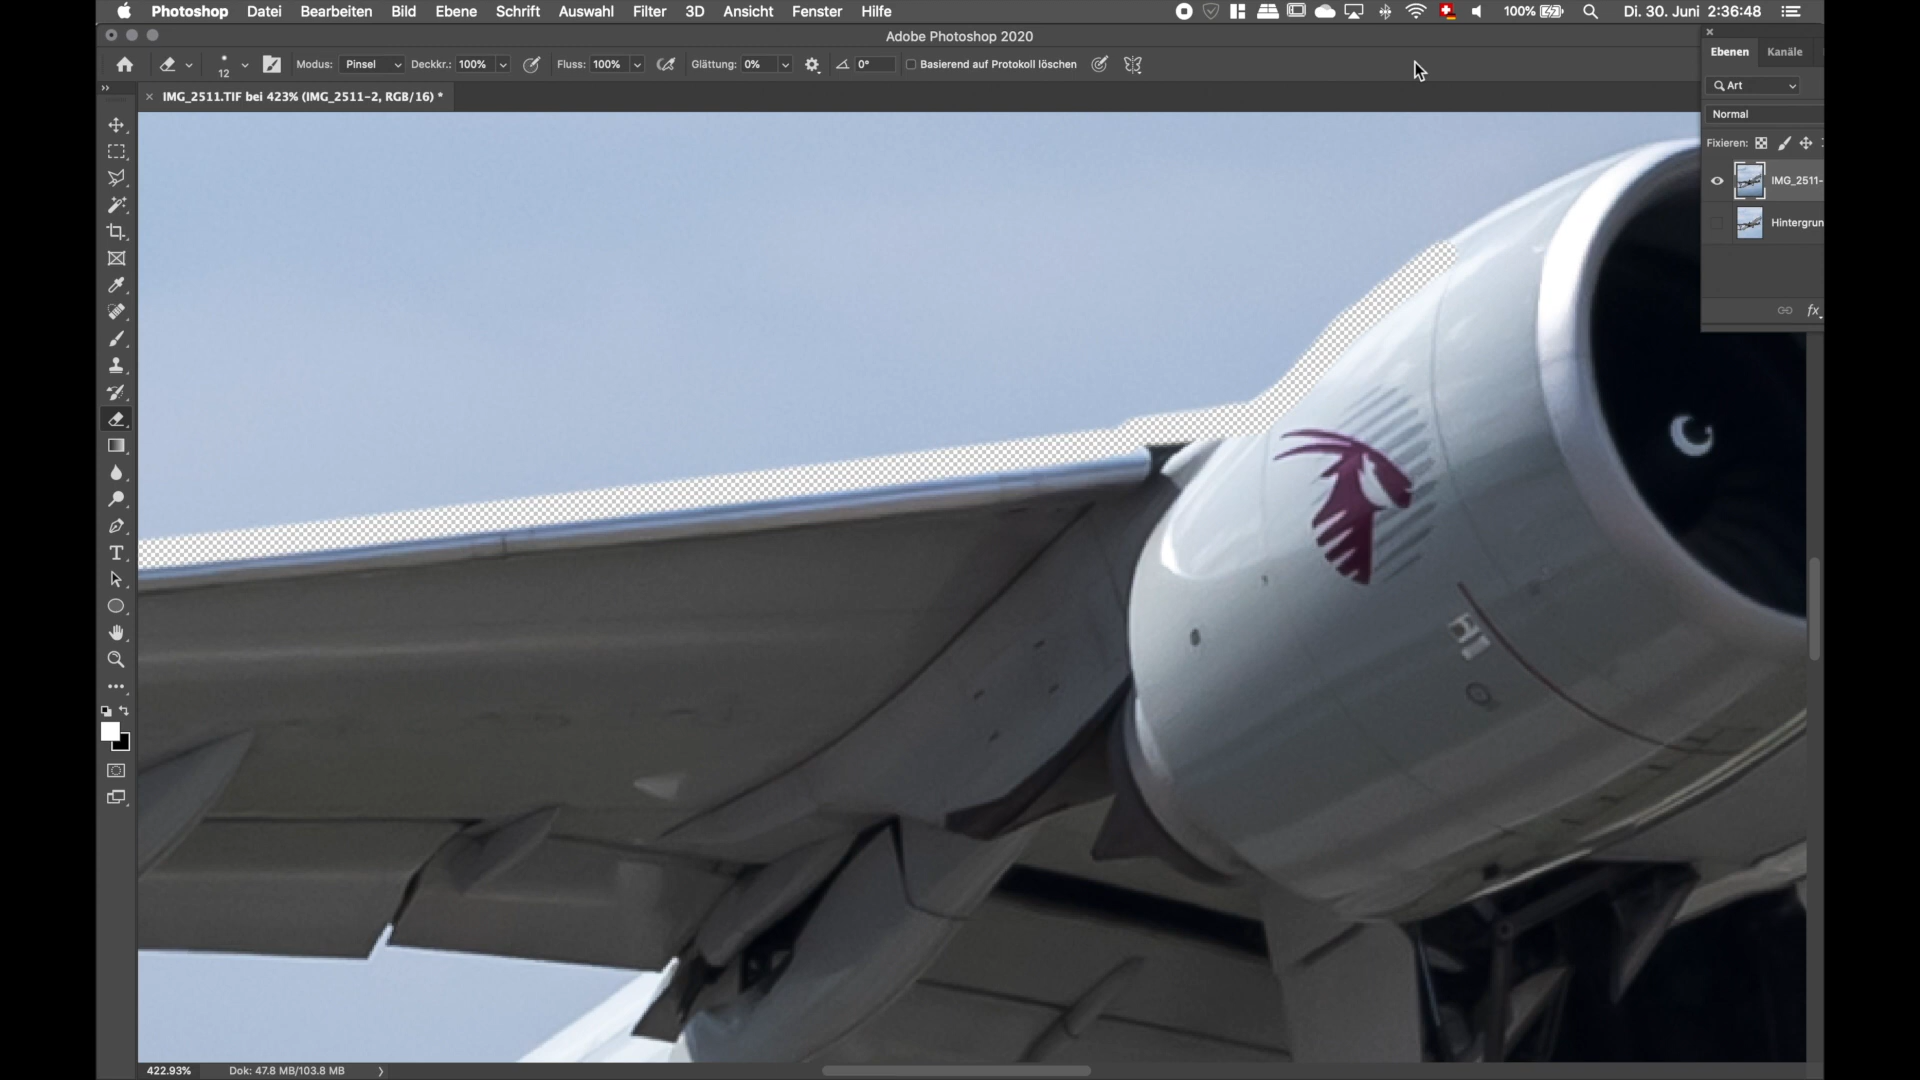 Photoshop Datei Bearbeiten Bild Ebene Schrift Auswahl Filter 3D Ansicht Fenster Hilfe 100% Di. 30. Juni 2:36:48
Adobe Photoshop 2020
12 Modus: Pinsel Deckkr.: 100% Fluss: 100% Glättung: 0% 0° Basierend auf Protokoll löschen
× IMG_2511.TIF bei 423% (IMG_2511-2, RGB/16) *
Ebenen Kanäle
Art
Normal
Fixieren:
IMG_2511-
Hintergrun
fx
T
422.93% Dok: 47.8 MB/103.8 MB